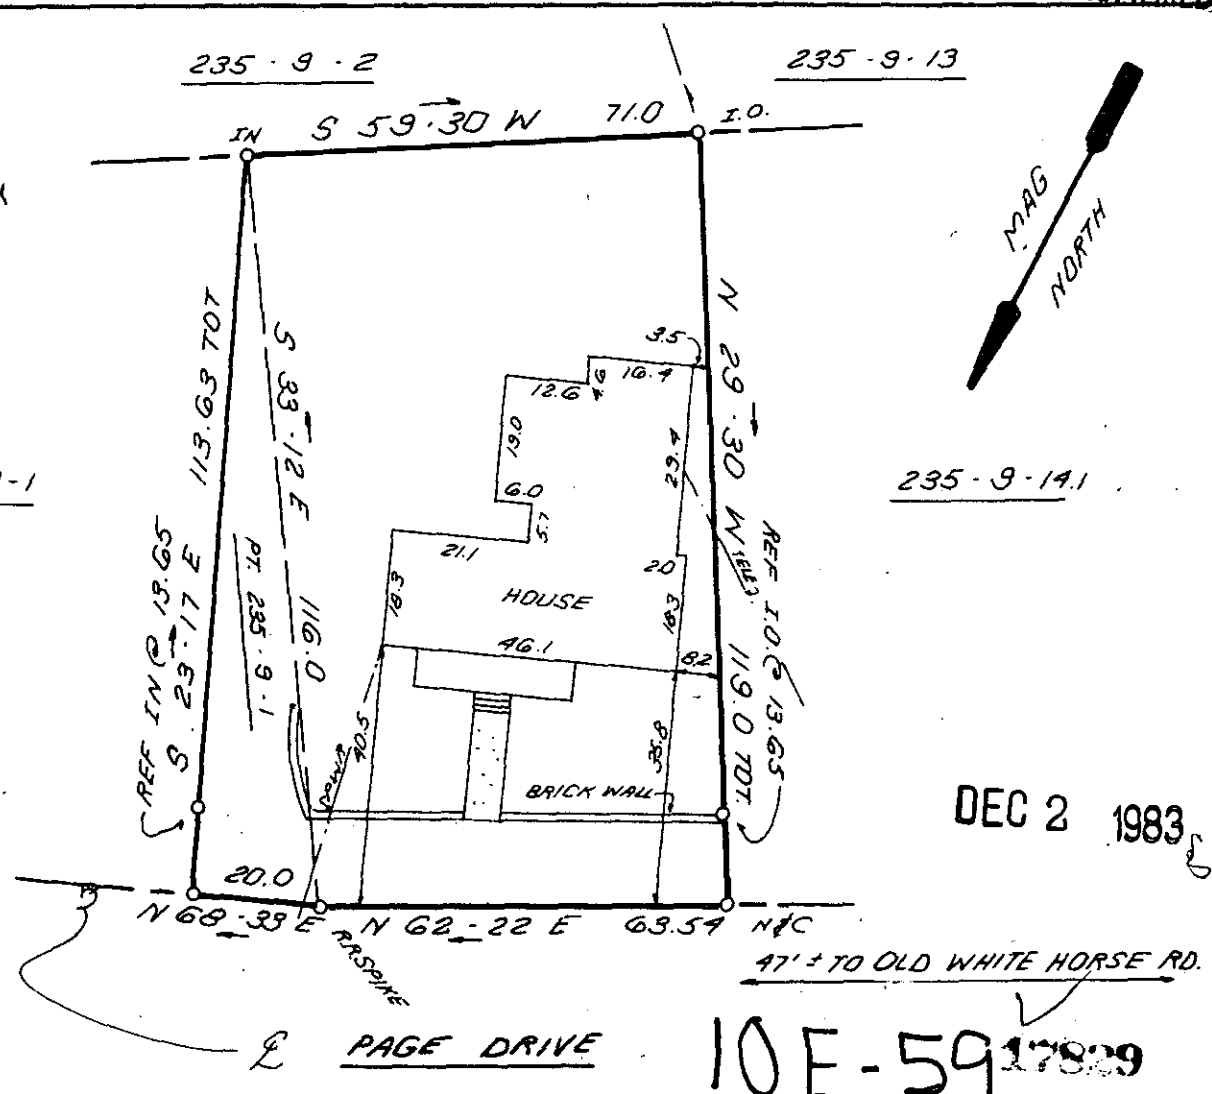 235-9-2
235-9-13
IN
S 59-30 W
71.0
I.O.
MAG
NORTH
113.63 TOT
S 33-12 E
116.0
N 29-30 W
119.0 TOT.
3.5
12.6
4.6
16.4
19.0
29.4
6.0
5.7
21.1
18.3
2.0
18.3
HOUSE
TELE.
235-9-14.1
-1
REF IN @ 13.65
S 23-17 E
PT. 235-9-1
REF I.O. @ 13.65
46.1
8.2
40.5
35.8
BRICK WALL
DEC 2 1983
20.0
N 68-33 E
RRSPIKE
N 62-22 E
63.54
N&C
47' ± TO OLD WHITE HORSE RD.
℄ PAGE DRIVE
10 E-59